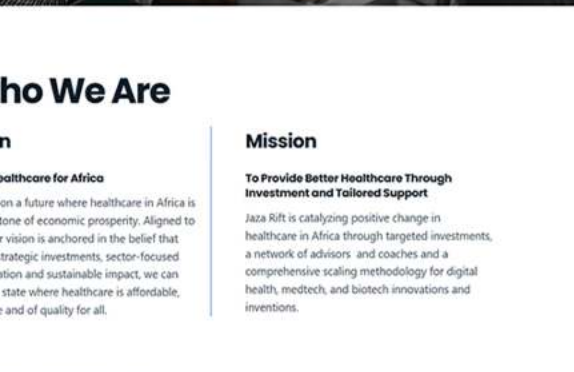 ho We Are
n
ealthcare for Africa
on a future where healthcare in Africa is
tone of economic prosperity. Aligned to
r vision is anchored in the belief that
trategic investments, sector-focused
ation and sustainable impact, we can
state where healthcare is affordable,
e and of quality for all.
Mission
To Provide Better Healthcare Through
Investment and Tailored Support
Jaza Rift is catalyzing positive change in
healthcare in Africa through targeted investments,
a network of advisors and coaches and a
comprehensive scaling methodology for digital
health, medtech, and biotech innovations and
inventions.